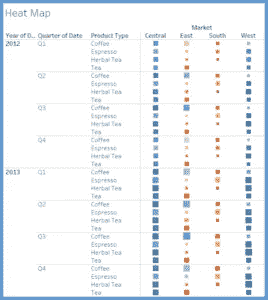 Heat Map
Market
Year of D.. Quarter of Date Product Type Central East South West
2012 Q1 Coffee
Espresso
Herbal Tea
Tea
Q2 Coffee
Espresso
Herbal Tea
Tea
Q3 Coffee
Espresso
Herbal Tea
Tea
Q4 Coffee
Espresso
Herbal Tea
Tea
2013 Q1 Coffee
Espresso
Herbal Tea
Tea
Q2 Coffee
Espresso
Herbal Tea
Tea
Q3 Coffee
Espresso
Herbal Tea
Tea
Q4 Coffee
Espresso
Herbal Tea
Tea